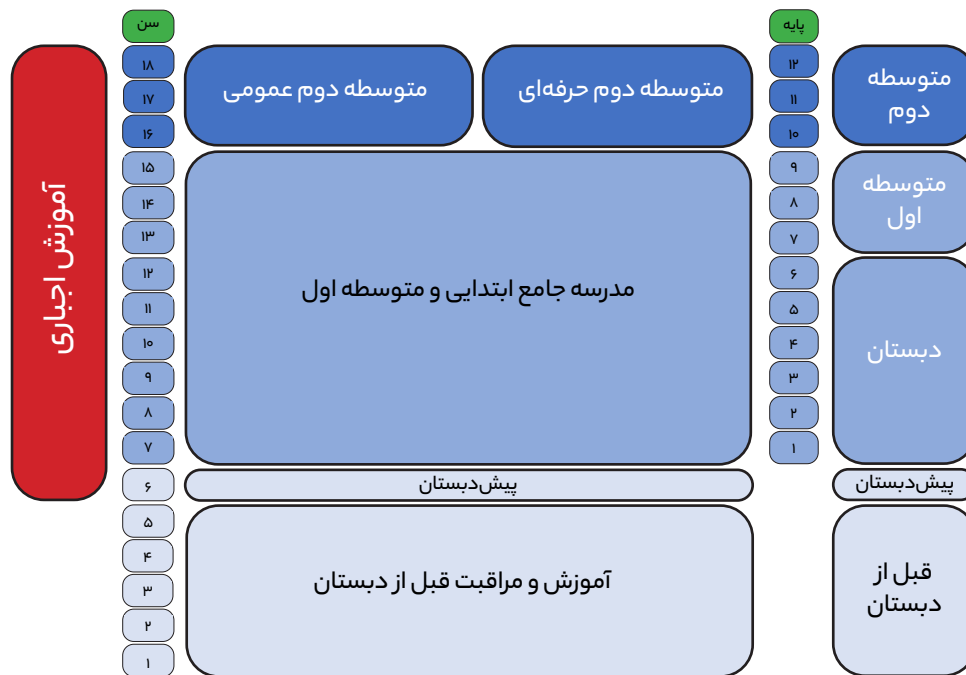 پایه
سن
متوسطه
دوم
۱۲
۱۱
۱۰
متوسطه دوم حرفه‌ای
متوسطه دوم عمومی
۱۸
۱۷
۱۶
آموزش اجباری
متوسطه
اول
۹
۸
۷
مدرسه جامع ابتدایی و متوسطه اول
۱۵
۱۴
۱۳
دبستان
۶
۵
۴
۳
۲
۱
۱۲
۱۱
۱۰
۹
۸
۷
پیش‌دبستان
پیش‌دبستان
۶
قبل از
دبستان
آموزش و مراقبت قبل از دبستان
۵
۴
۳
۲
۱